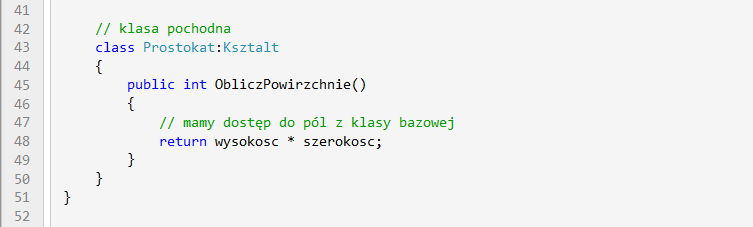 41
42 // klasa pochodna
43 class Prostokat:Ksztalt
44 {
45 public int ObliczPowirzchnie()
46 {
47 // mamy dostęp do pól z klasy bazowej
48 return wysokosc * szerokosc;
49 }
50 }
51 }
52